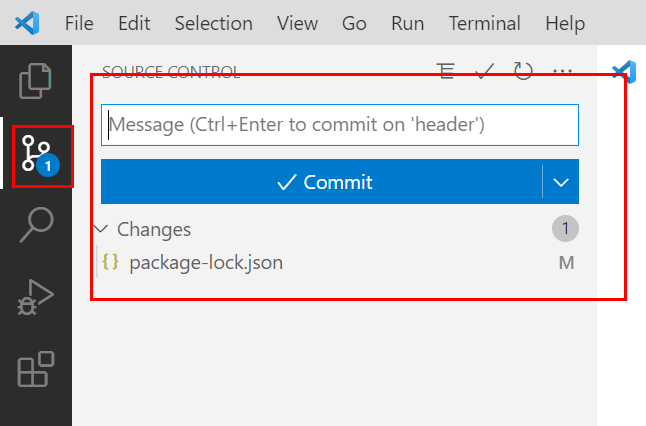 File Edit Selection View Go Run Terminal Help
SOURCE CONTROL
Message (Ctrl+Enter to commit on 'header')
1
Commit
Changes 1
{} package-lock.json M